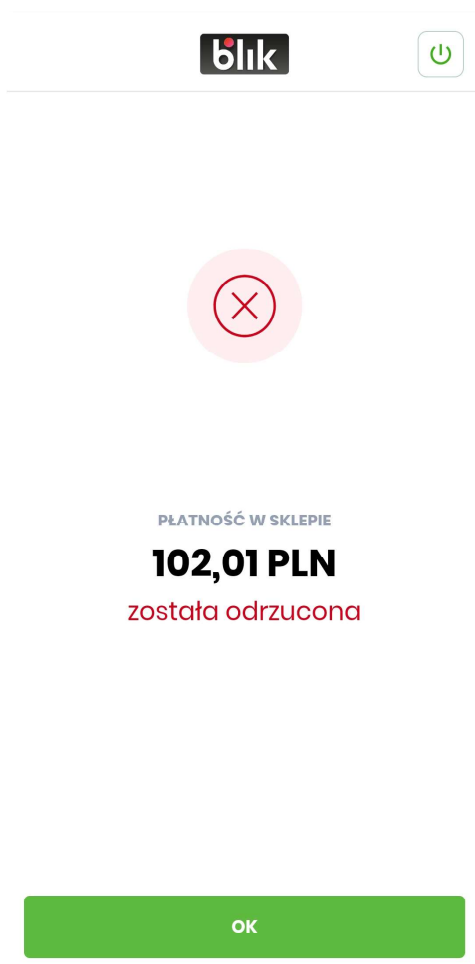 blik
PŁATNOŚĆ W SKLEPIE
102,01 PLN
została odrzucona
OK